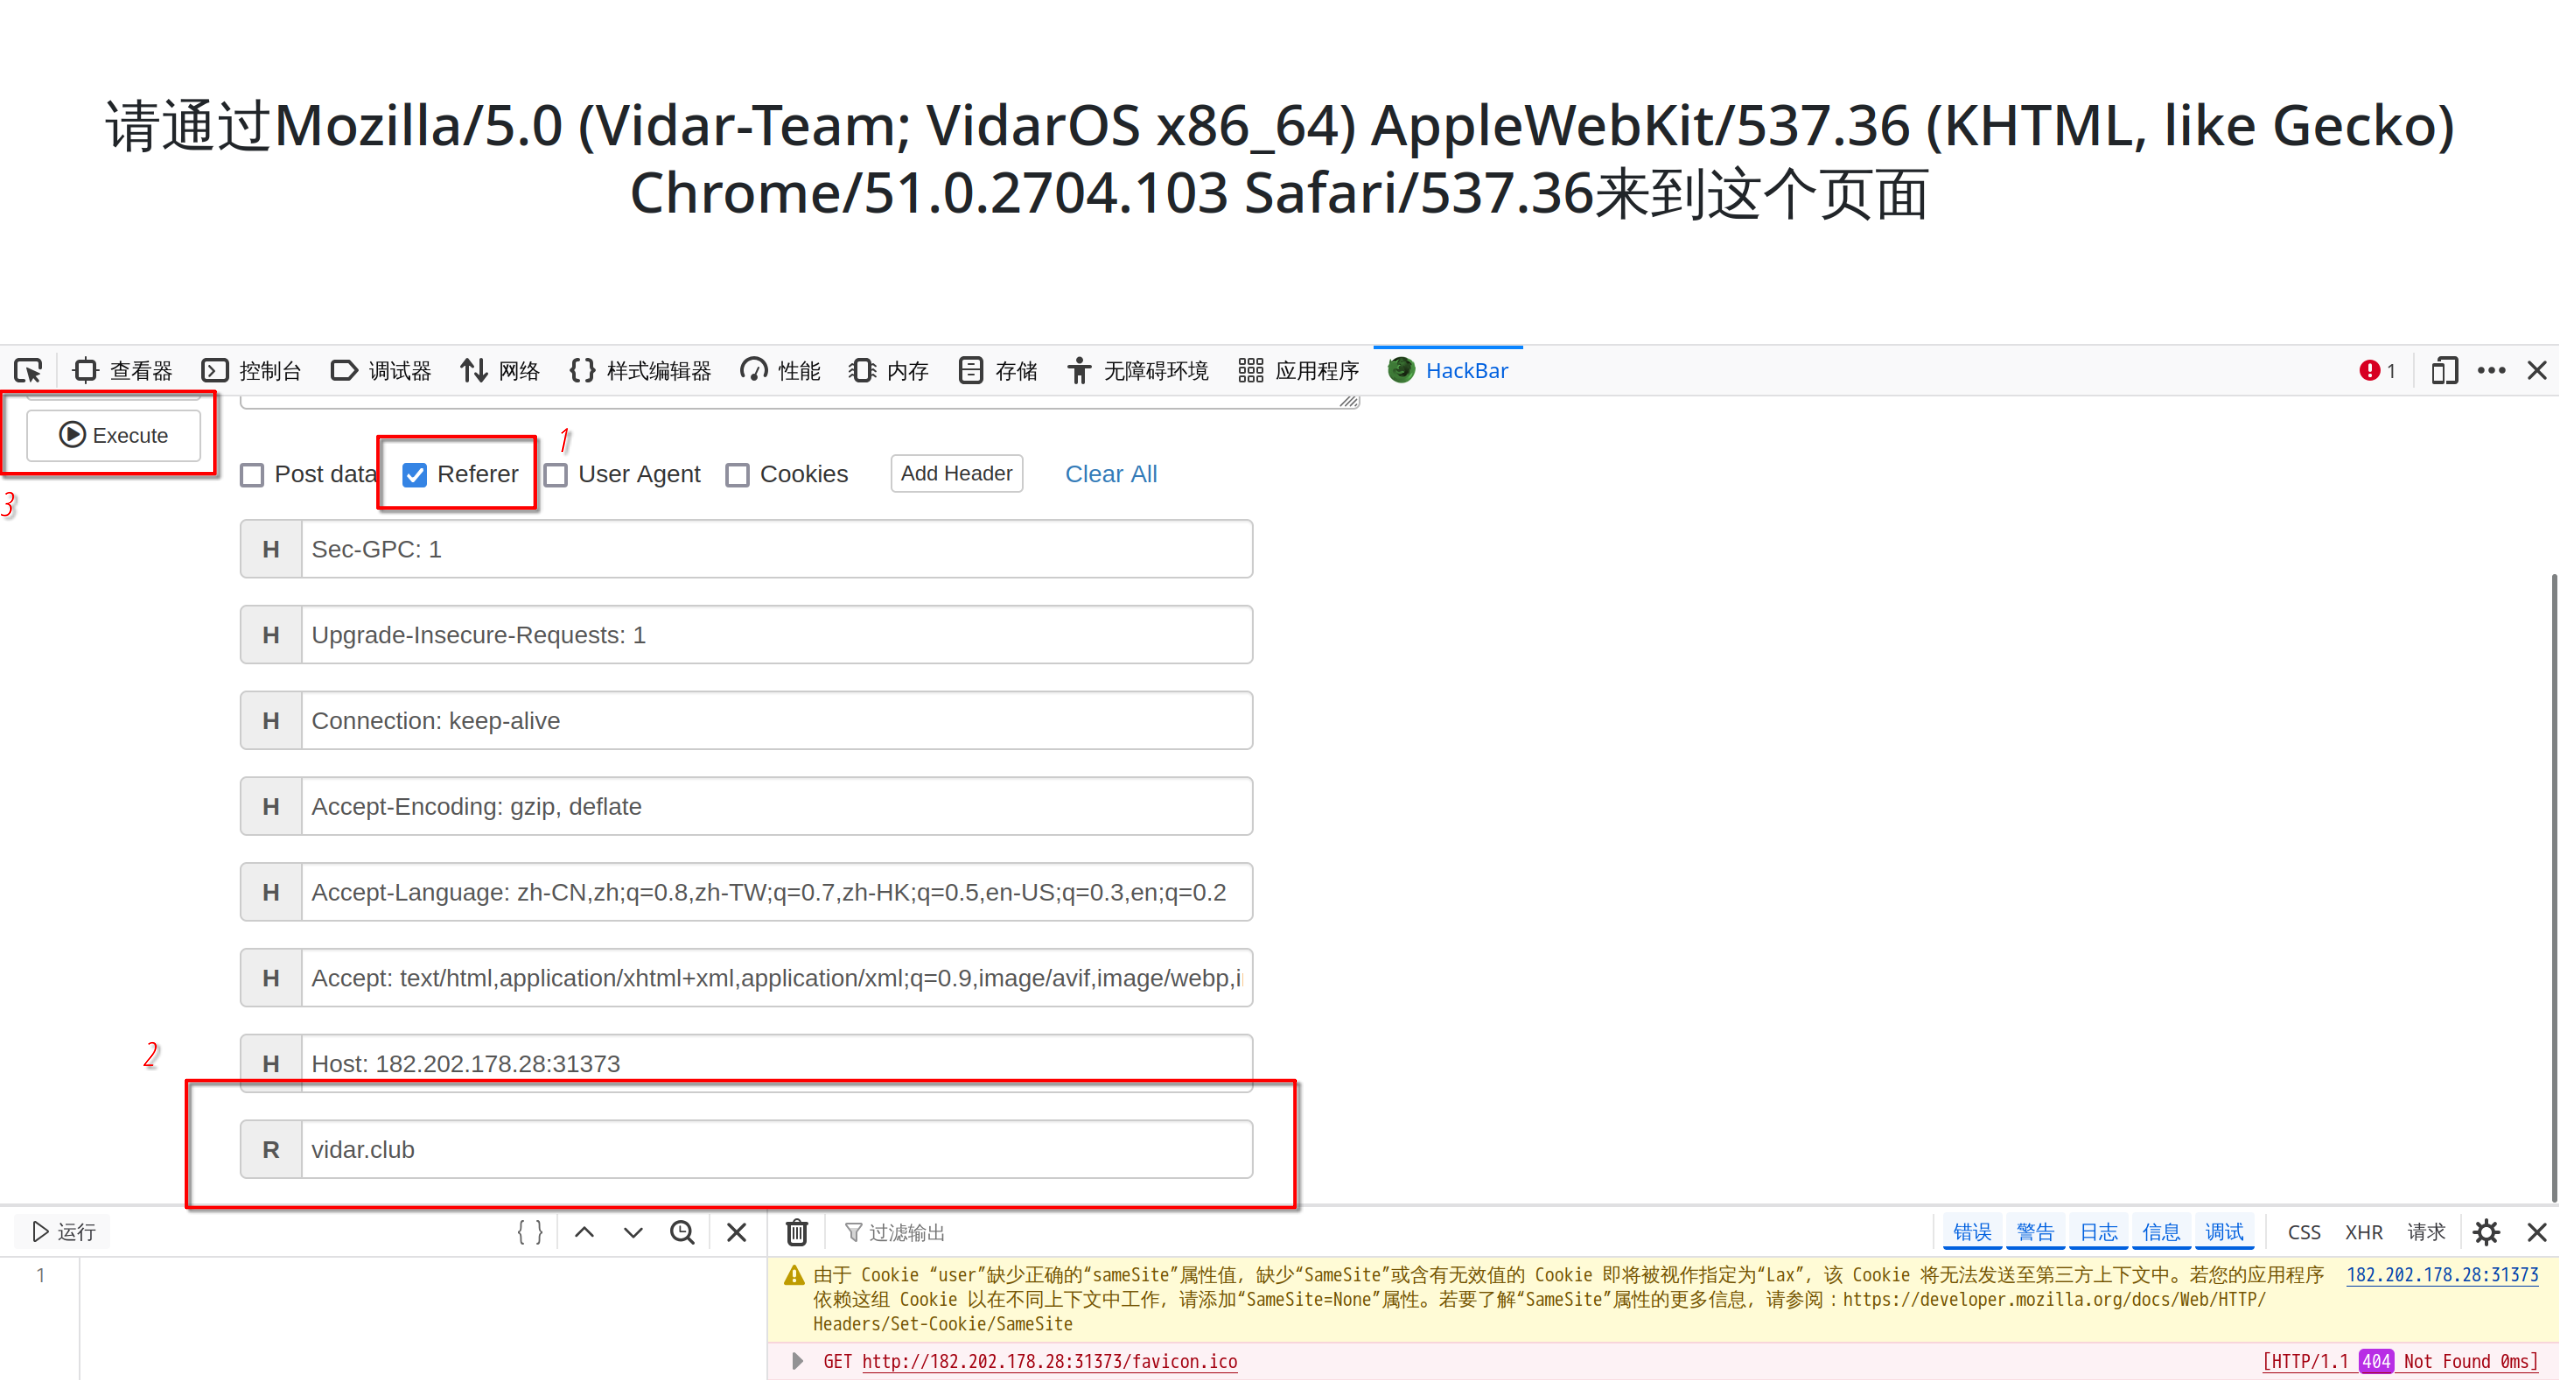 请通过Mozilla/5.0 (Vidar-Team; VidarOS x86_64) AppleWebKit/537.36 (KHTML, like Gecko)
Chrome/51.0.2704.103 Safari/537.36来到这个页面
查看器 控制台 调试器 网络 样式编辑器 性能 内存 存储 无障碍环境 应用程序 HackBar 1
Execute
1
Post data Referer User Agent Cookies Add Header Clear All
3
H Sec-GPC: 1
H Upgrade-Insecure-Requests: 1
H Connection: keep-alive
H Accept-Encoding: gzip, deflate
H Accept-Language: zh-CN,zh;q=0.8,zh-TW;q=0.7,zh-HK;q=0.5,en-US;q=0.3,en;q=0.2
H Accept: text/html,application/xhtml+xml,application/xml;q=0.9,image/avif,image/webp,i
2
H Host: 182.202.178.28:31373
R vidar.club
运行 { } 过滤输出 错误 警告 日志 信息 调试 CSS XHR 请求
1
由于 Cookie “user”缺少正确的“sameSite”属性值, 缺少“SameSite”或含有无效值的 Cookie 即将被视作指定为“Lax”, 该 Cookie 将无法发送至第三方上下文中。若您的应用程序 182.202.178.28:31373
依赖这组 Cookie 以在不同上下文中工作, 请添加“SameSite=None”属性。若要了解“SameSite”属性的更多信息, 请参阅：https://developer.mozilla.org/docs/Web/HTTP/
Headers/Set-Cookie/SameSite
GET http://182.202.178.28:31373/favicon.ico [HTTP/1.1 404 Not Found 0ms]